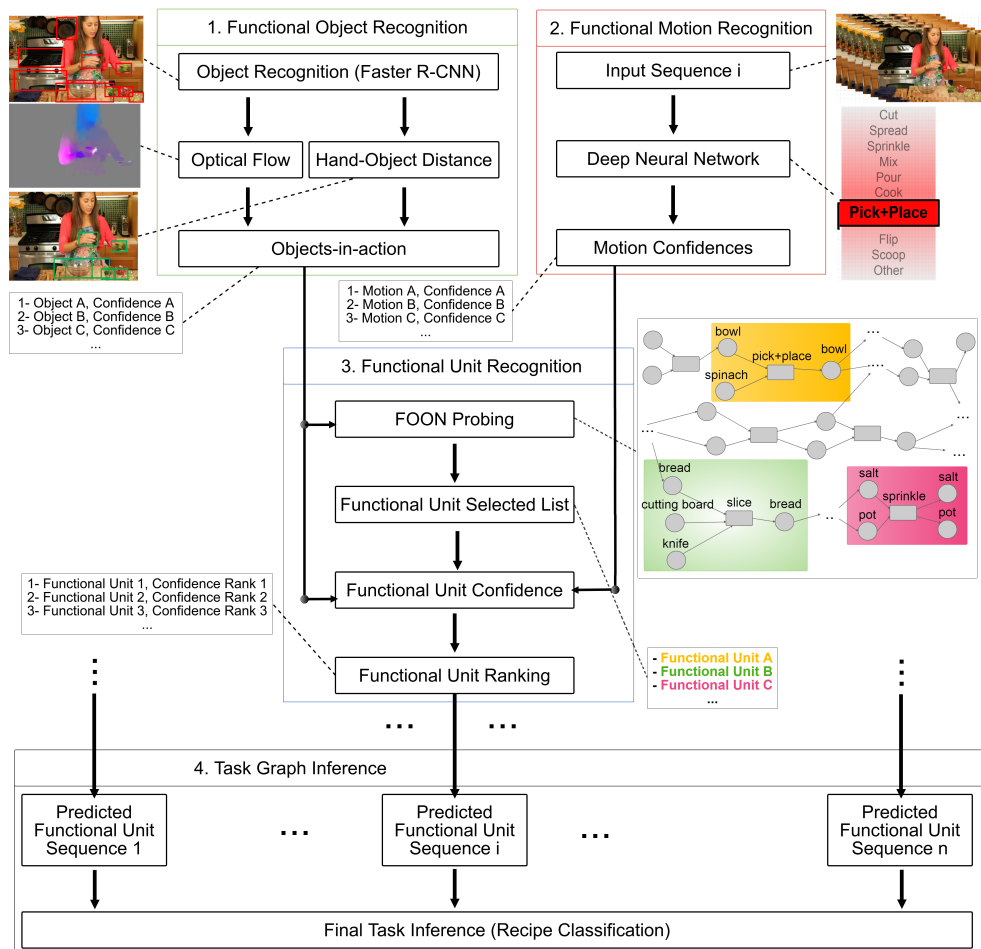 1. Functional Object Recognition
Object Recognition (Faster R-CNN)
Optical Flow
Hand-Object Distance
Objects-in-action
1- Object A, Confidence A
2- Object B, Confidence B
3- Object C, Confidence C
...
2. Functional Motion Recognition
Input Sequence i
Deep Neural Network
Motion Confidences
Cut
Spread
Sprinkle
Mix
Pour
Cook
Pick+Place
Flip
Scoop
Other
1- Motion A, Confidence A
2- Motion B, Confidence B
3- Motion C, Confidence C
...
3. Functional Unit Recognition
FOON Probing
Functional Unit Selected List
Functional Unit Confidence
Functional Unit Ranking
bowl
pick+place
bowl
spinach
...
...
...
...
...
bread
cutting board
slice
bread
knife
..
salt
sprinkle
salt
pot
pot
1- Functional Unit 1, Confidence Rank 1
2- Functional Unit 2, Confidence Rank 2
3- Functional Unit 3, Confidence Rank 3
...
- Functional Unit A
- Functional Unit B
- Functional Unit C
...
...
...
...
...
4. Task Graph Inference
Predicted
Functional Unit
Sequence 1
...
Predicted
Functional Unit
Sequence i
...
Predicted
Functional Unit
Sequence n
Final Task Inference (Recipe Classification)